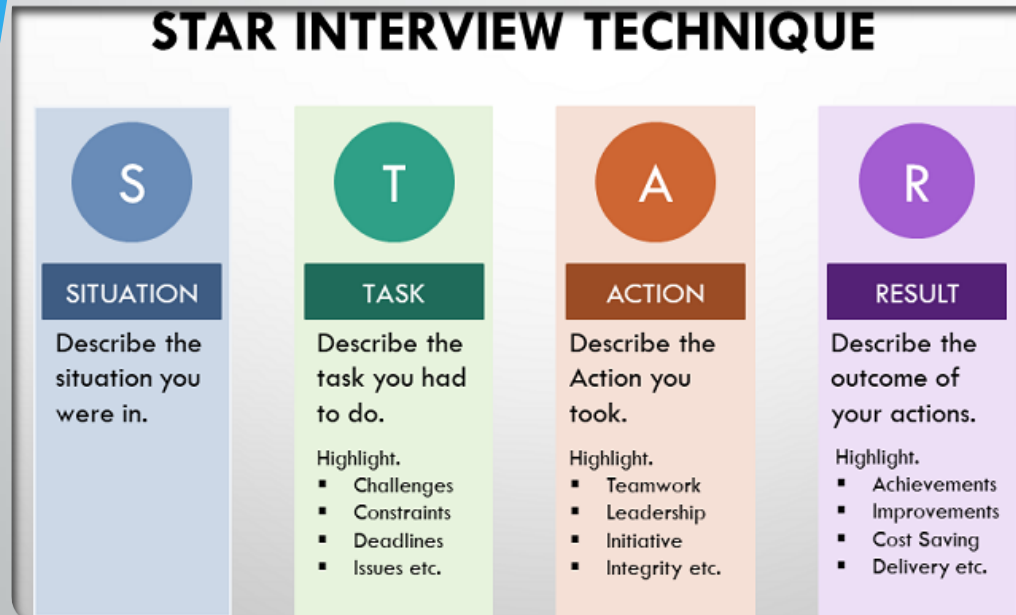 STAR INTERVIEW TECHNIQUE
S
SITUATION
Describe the
situation you
were in.
T
TASK
Describe the
task you had
to do.
Highlight.
▪ Challenges
▪ Constraints
▪ Deadlines
▪ Issues etc.
A
ACTION
Describe the
Action you
took.
Highlight.
▪ Teamwork
▪ Leadership
▪ Initiative
▪ Integrity etc.
R
RESULT
Describe the
outcome of
your actions.
Highlight.
▪ Achievements
▪ Improvements
▪ Cost Saving
▪ Delivery etc.